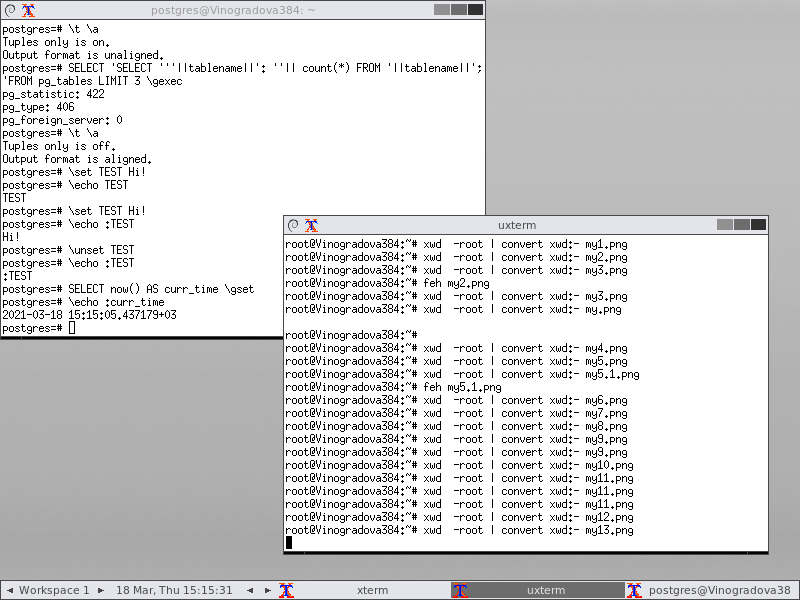 postgres@Vinogradova384: ~
postgres=# \t \a
Tuples only is on.
Output format is unaligned.
postgres=# SELECT 'SELECT '''||tablename||': ''|| count(*) FROM '||tablename||';
'FROM pg_tables LIMIT 3 \gexec
pg_statistic: 422
pg_type: 406
pg_foreign_server: 0
postgres=# \t \a
Tuples only is off.
Output format is aligned.
postgres=# \set TEST Hi!
postgres=# \echo TEST
TEST
postgres=# \set TEST Hi!
postgres=# \echo :TEST
Hi!
postgres=# \unset TEST
postgres=# \echo :TEST
:TEST
postgres=# SELECT now() AS curr_time \gset
postgres=# \echo :curr_time
2021-03-18 15:15:05.437179+03
postgres=#
uxterm
root@Vinogradova384:~# xwd  -root | convert xwd:- my1.png
root@Vinogradova384:~# xwd  -root | convert xwd:- my2.png
root@Vinogradova384:~# xwd  -root | convert xwd:- my3.png
root@Vinogradova384:~# feh my2.png
root@Vinogradova384:~# xwd  -root | convert xwd:- my3.png
root@Vinogradova384:~# xwd  -root | convert xwd:- my.png
root@Vinogradova384:~#
root@Vinogradova384:~# xwd  -root | convert xwd:- my4.png
root@Vinogradova384:~# xwd  -root | convert xwd:- my5.png
root@Vinogradova384:~# xwd  -root | convert xwd:- my5.1.png
root@Vinogradova384:~# feh my5.1.png
root@Vinogradova384:~# xwd  -root | convert xwd:- my6.png
root@Vinogradova384:~# xwd  -root | convert xwd:- my7.png
root@Vinogradova384:~# xwd  -root | convert xwd:- my8.png
root@Vinogradova384:~# xwd  -root | convert xwd:- my9.png
root@Vinogradova384:~# xwd  -root | convert xwd:- my9.png
root@Vinogradova384:~# xwd  -root | convert xwd:- my10.png
root@Vinogradova384:~# xwd  -root | convert xwd:- my11.png
root@Vinogradova384:~# xwd  -root | convert xwd:- my11.png
root@Vinogradova384:~# xwd  -root | convert xwd:- my11.png
root@Vinogradova384:~# xwd  -root | convert xwd:- my12.png
root@Vinogradova384:~# xwd  -root | convert xwd:- my13.png
Workspace 1 18 Mar, Thu 15:15:31 xterm uxterm postgres@Vinogradova38